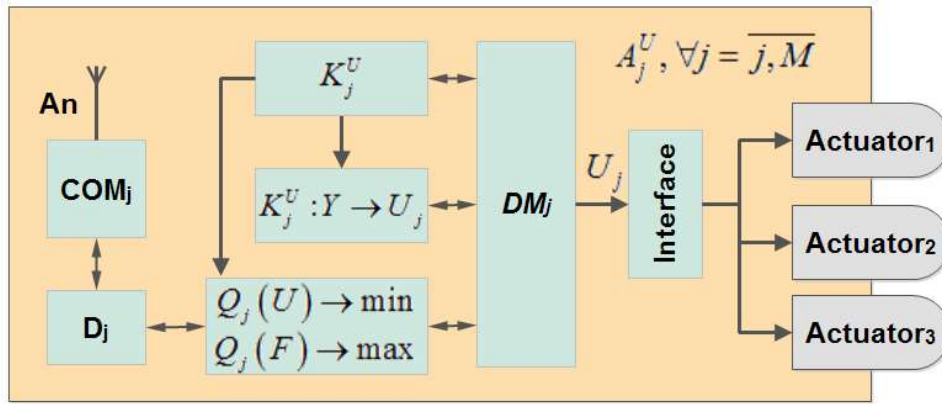 An
COMj
Dj
K_j^U
K_j^U : Y → U_j
Q_j (U) → min
Q_j (F) → max
DMj
A_j^U, ∀j = \overline{j, M}
U_j
Interface
Actuator1
Actuator2
Actuator3